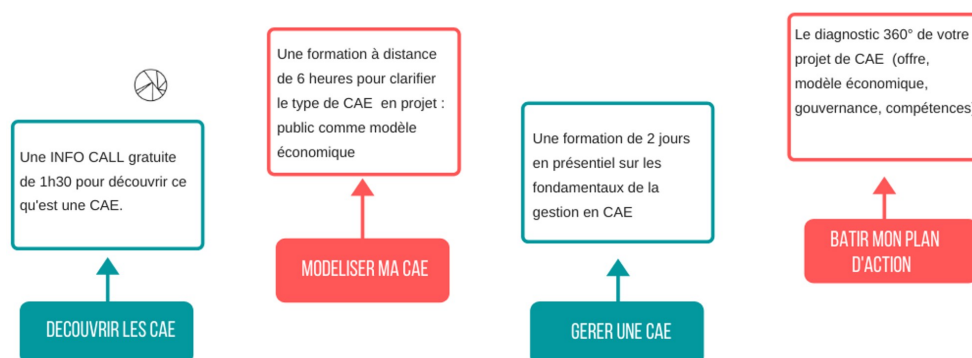 Une INFO CALL gratuite
de 1h30 pour découvrir ce
qu'est une CAE.
DECOUVRIR LES CAE
Une formation à distance
de 6 heures pour clarifier
le type de CAE en projet :
public comme modèle
économique
MODELISER MA CAE
Une formation de 2 jours
en présentiel sur les
fondamentaux de la
gestion en CAE
GERER UNE CAE
Le diagnostic 360° de votre
projet de CAE (offre,
modèle économique,
gouvernance, compétences)
BATIR MON PLAN
D'ACTION